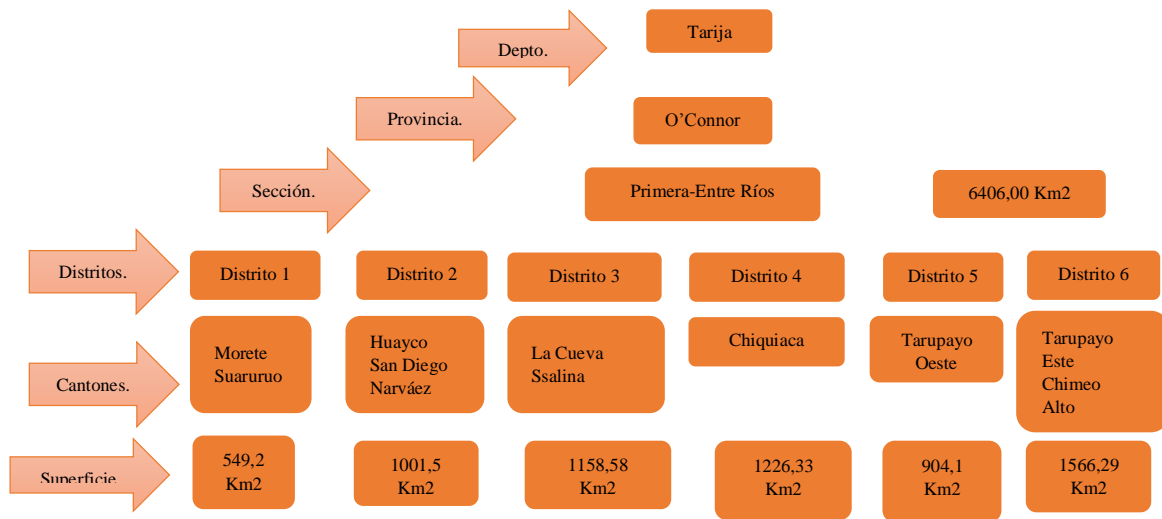 Depto.
Tarija
Provincia.
O’Connor
Sección.
Primera-Entre Ríos
6406,00 Km2
Distritos.
Distrito 1
Distrito 2
Distrito 3
Distrito 4
Distrito 5
Distrito 6
Cantones.
Morete
Suaruruo
Huayco
San Diego
Narváez
La Cueva
Ssalina
Chiquiaca
Tarupayo
Oeste
Tarupayo
Este
Chimeo
Alto
Superficie
549,2
Km2
1001,5
Km2
1158,58
Km2
1226,33
Km2
904,1
Km2
1566,29
Km2